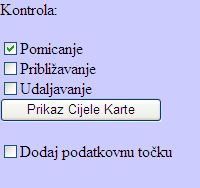 Kontrola:
Pomicanje
Približavanje
Udaljavanje
Prikaz Cijele Karte
Dodaj podatkovnu točku